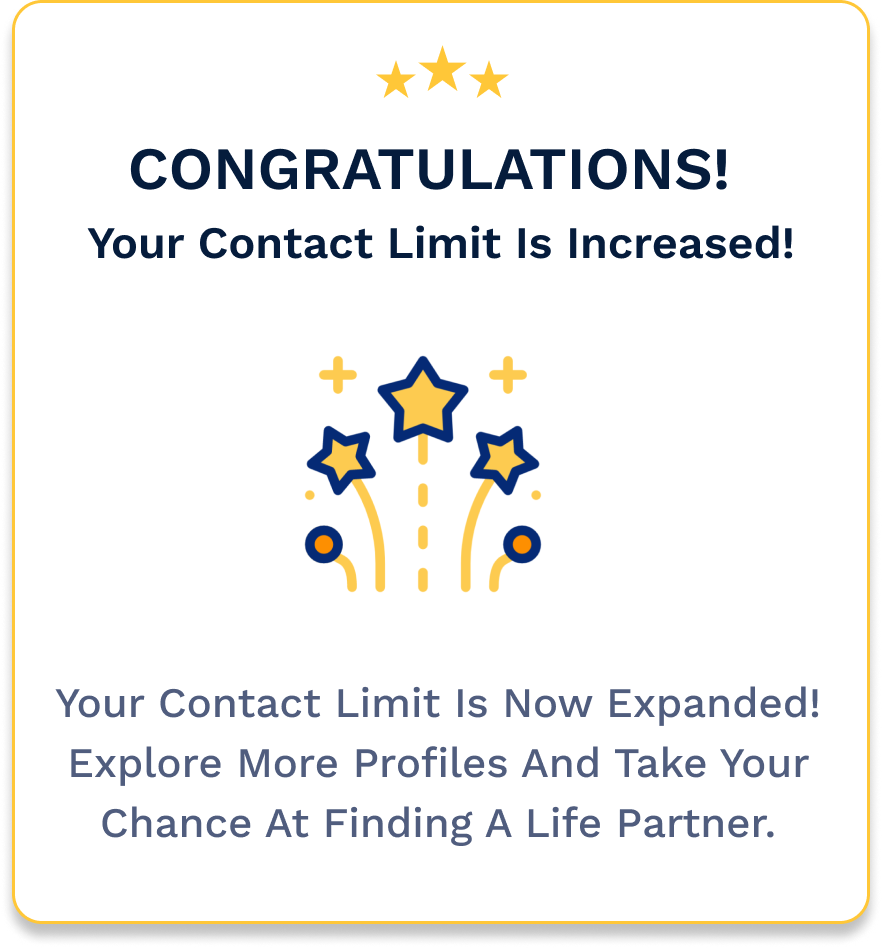 CONGRATULATIONS!
Your Contact Limit Is Increased!
Your Contact Limit Is Now Expanded!
Explore More Profiles And Take Your
Chance At Finding A Life Partner.